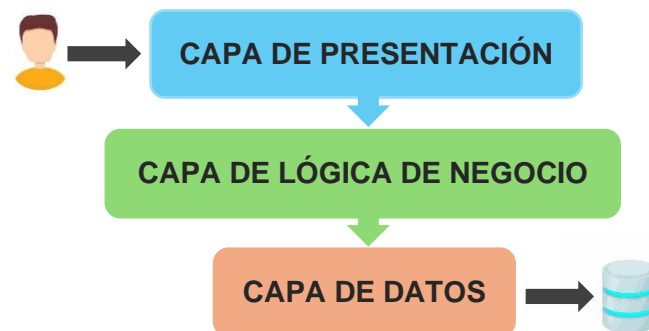 CAPA DE PRESENTACIÓN
CAPA DE LÓGICA DE NEGOCIO
CAPA DE DATOS